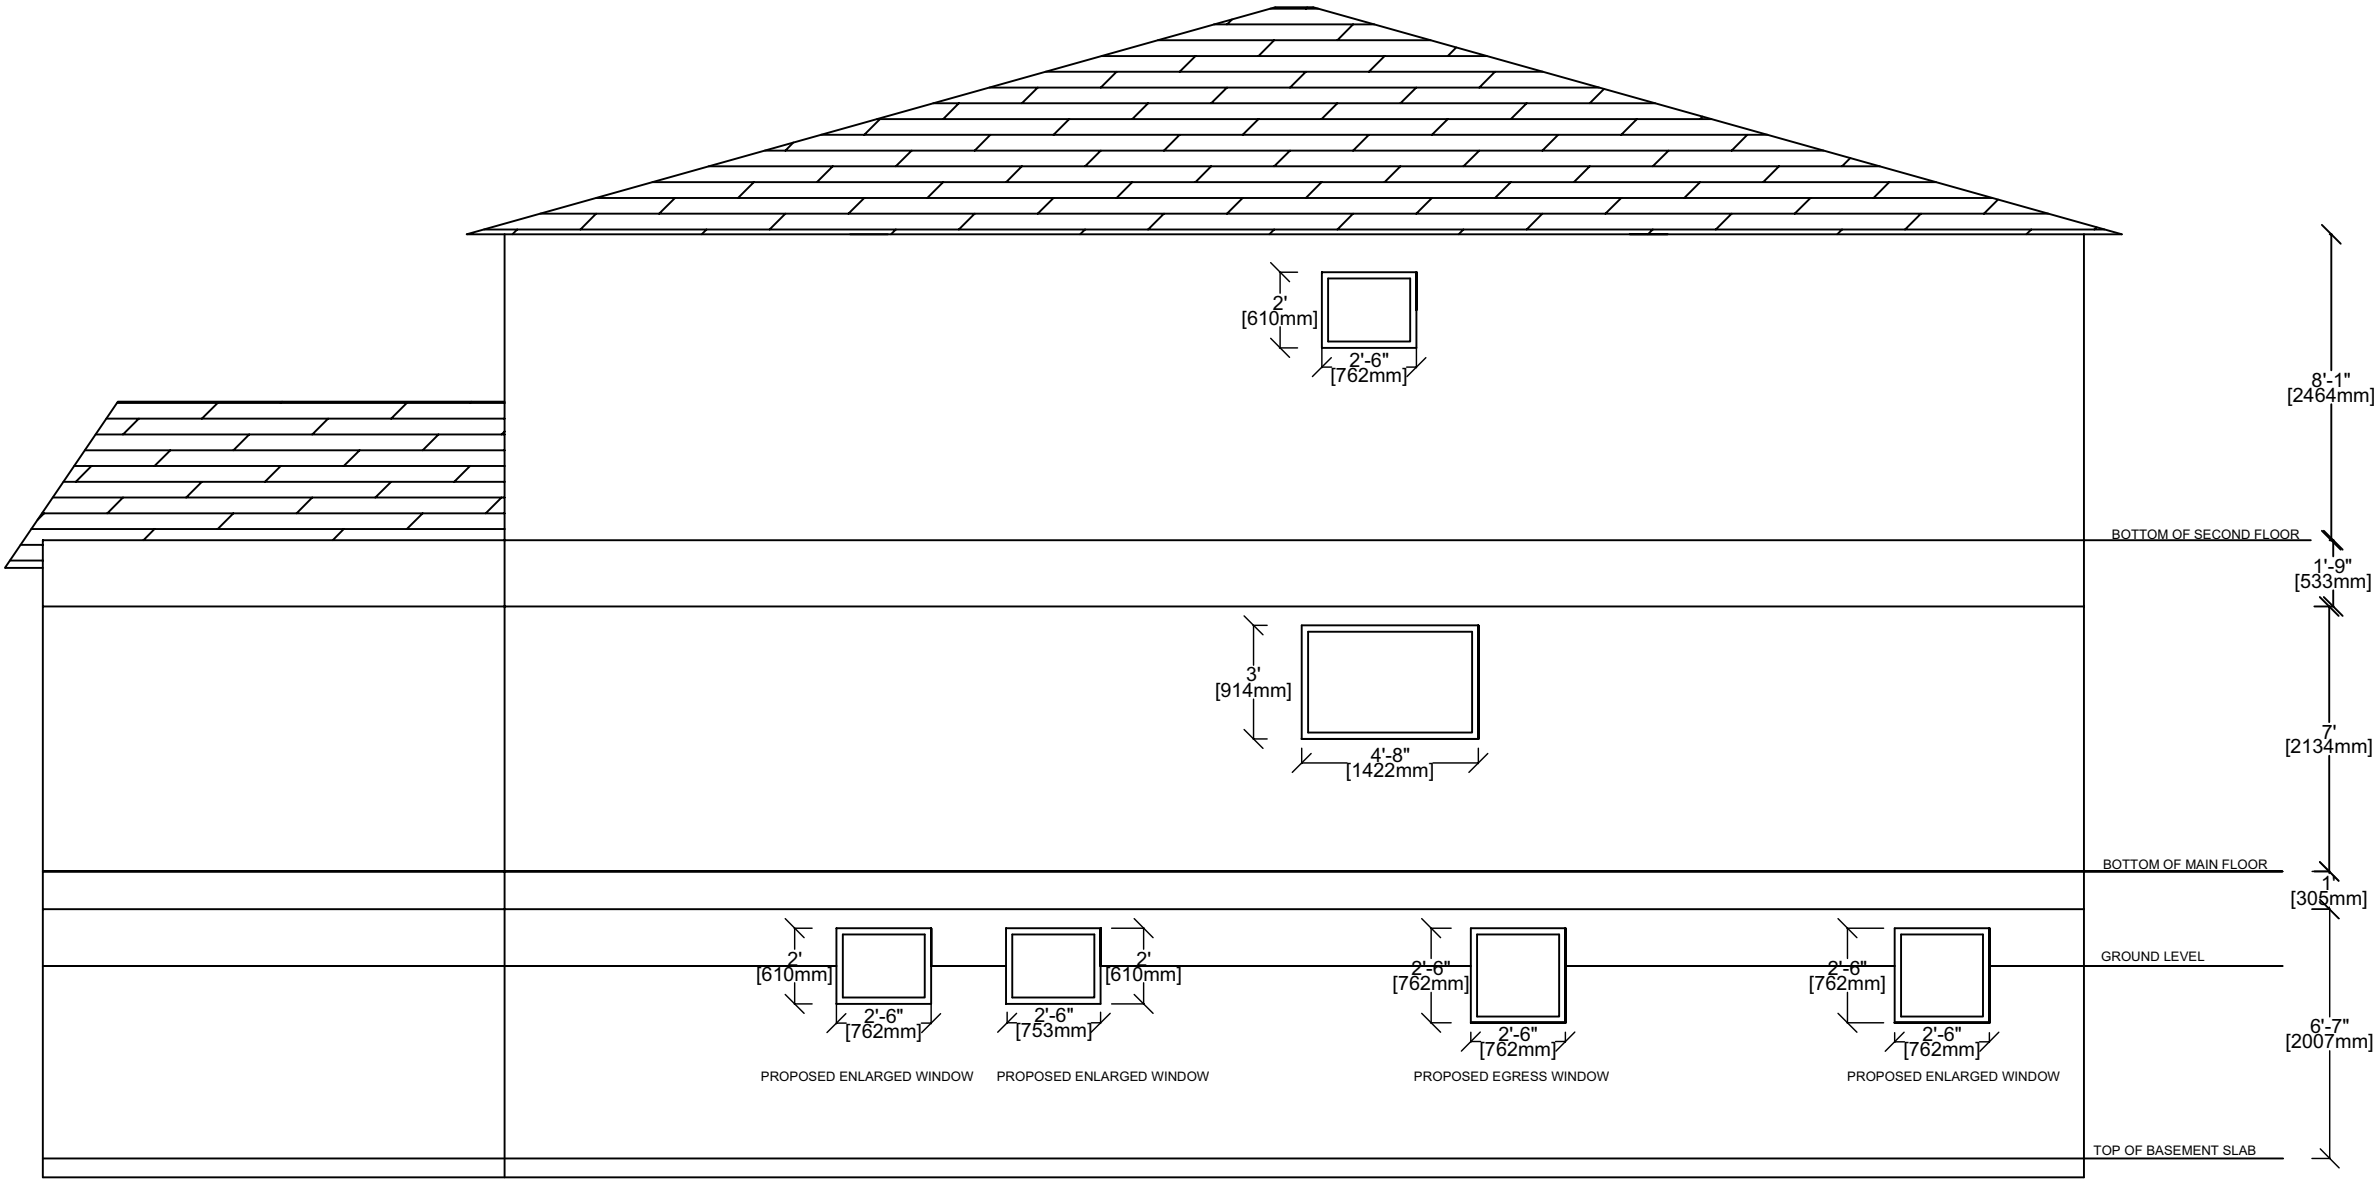 2'
[610mm]
2'-6"
[762mm]
8'-1"
[2464mm]
BOTTOM OF SECOND FLOOR
1'-9"
[533mm]
3'
[914mm]
4'-8"
[1422mm]
7'
[2134mm]
BOTTOM OF MAIN FLOOR
1'
[305mm]
2'
[610mm]
2'-6"
[762mm]
PROPOSED ENLARGED WINDOW
2'
[610mm]
2'-6"
[753mm]
PROPOSED ENLARGED WINDOW
2'-6"
[762mm]
2'-6"
[762mm]
PROPOSED EGRESS WINDOW
2'-6"
[762mm]
2'-6"
[762mm]
PROPOSED ENLARGED WINDOW
GROUND LEVEL
6'-7"
[2007mm]
TOP OF BASEMENT SLAB